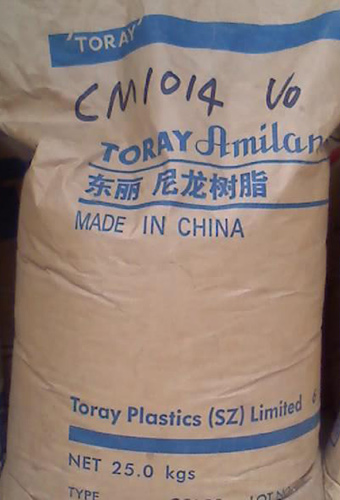 'TORAY'
CM1014 V0
TORAY Amilan
东丽 尼龙树脂
MADE IN CHINA
Toray Plastics (SZ) Limited
NET 25.0 kgs
TYPE LOT